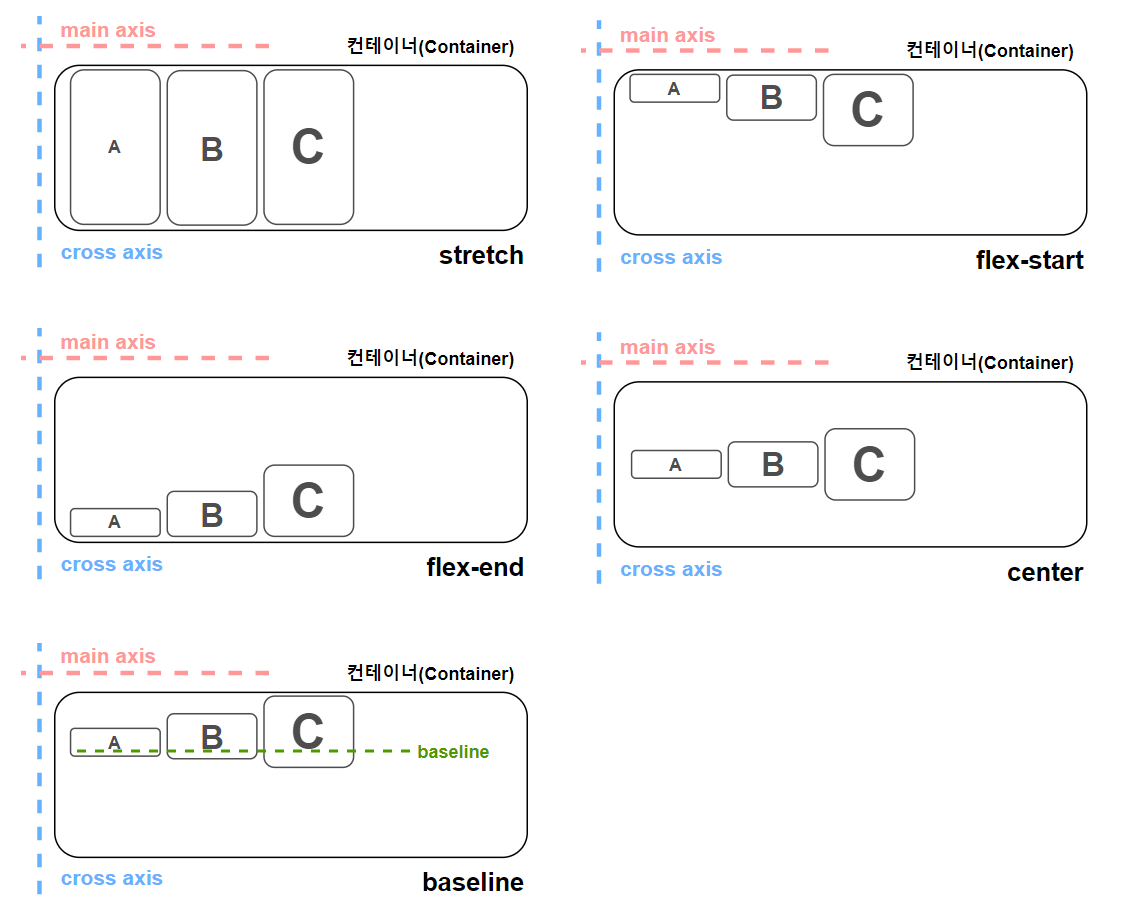 main axis
컨테이너(Container)
A
B
C
cross axis
stretch
main axis
컨테이너(Container)
A
B
C
cross axis
flex-start
main axis
컨테이너(Container)
A
B
C
cross axis
flex-end
main axis
컨테이너(Container)
A
B
C
cross axis
center
main axis
컨테이너(Container)
A
B
C
baseline
cross axis
baseline